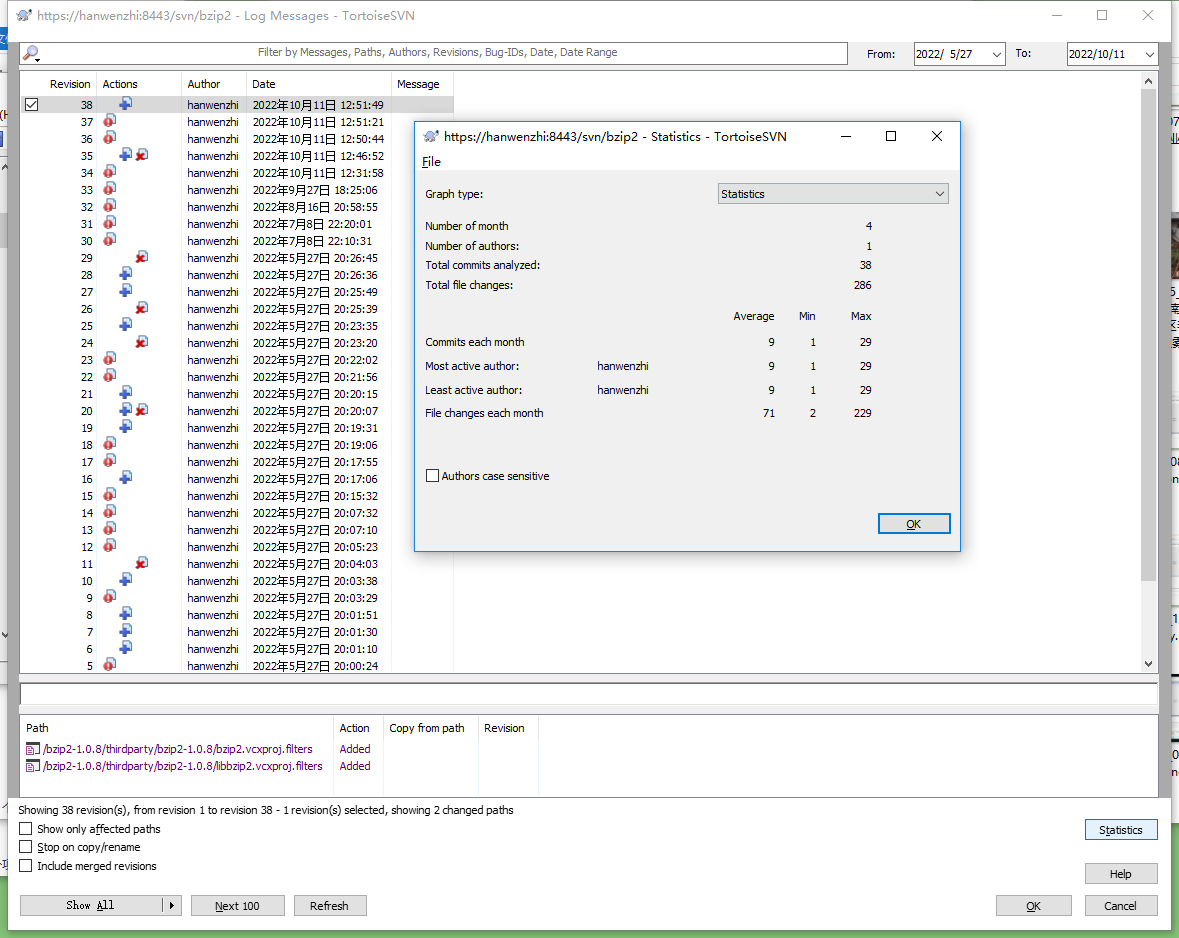 https://hanwenzhi:8443/svn/bzip2 - Log Messages - TortoiseSVN
Filter by Messages, Paths, Authors, Revisions, Bug-IDs, Date, Date Range
From: 2022/ 5/27 To: 2022/10/11
Revision Actions Author Date Message
38 hanwenzhi 2022年10月11日 12:51:49
37 hanwenzhi 2022年10月11日 12:51:21
36 hanwenzhi 2022年10月11日 12:50:44
35 hanwenzhi 2022年10月11日 12:46:52
34 hanwenzhi 2022年10月11日 12:31:58
33 hanwenzhi 2022年9月27日 18:25:06
32 hanwenzhi 2022年8月16日 20:58:55
31 hanwenzhi 2022年7月8日 22:20:01
30 hanwenzhi 2022年7月8日 22:10:31
29 hanwenzhi 2022年5月27日 20:26:45
28 hanwenzhi 2022年5月27日 20:26:36
27 hanwenzhi 2022年5月27日 20:25:49
26 hanwenzhi 2022年5月27日 20:25:39
25 hanwenzhi 2022年5月27日 20:23:35
24 hanwenzhi 2022年5月27日 20:23:20
23 hanwenzhi 2022年5月27日 20:22:02
22 hanwenzhi 2022年5月27日 20:21:56
21 hanwenzhi 2022年5月27日 20:20:15
20 hanwenzhi 2022年5月27日 20:20:07
19 hanwenzhi 2022年5月27日 20:19:31
18 hanwenzhi 2022年5月27日 20:19:06
17 hanwenzhi 2022年5月27日 20:17:55
16 hanwenzhi 2022年5月27日 20:17:06
15 hanwenzhi 2022年5月27日 20:15:32
14 hanwenzhi 2022年5月27日 20:07:32
13 hanwenzhi 2022年5月27日 20:07:10
12 hanwenzhi 2022年5月27日 20:05:23
11 hanwenzhi 2022年5月27日 20:04:03
10 hanwenzhi 2022年5月27日 20:03:38
9 hanwenzhi 2022年5月27日 20:03:29
8 hanwenzhi 2022年5月27日 20:01:51
7 hanwenzhi 2022年5月27日 20:01:30
6 hanwenzhi 2022年5月27日 20:01:10
5 hanwenzhi 2022年5月27日 20:00:24
https://hanwenzhi:8443/svn/bzip2 - Statistics - TortoiseSVN
File
Graph type: Statistics
Number of month 4
Number of authors: 1
Total commits analyzed: 38
Total file changes: 286
Average Min Max
Commits each month 9 1 29
Most active author: hanwenzhi 9 1 29
Least active author: hanwenzhi 9 1 29
File changes each month 71 2 229
Authors case sensitive
OK
Path Action Copy from path Revision
/bzip2-1.0.8/thirdparty/bzip2-1.0.8/bzip2.vcxproj.filters Added
/bzip2-1.0.8/thirdparty/bzip2-1.0.8/libbzip2.vcxproj.filters Added
Showing 38 revision(s), from revision 1 to revision 38 - 1 revision(s) selected, showing 2 changed paths
Show only affected paths
Stop on copy/rename
Include merged revisions
Statistics
Help
Show All Next 100 Refresh OK Cancel